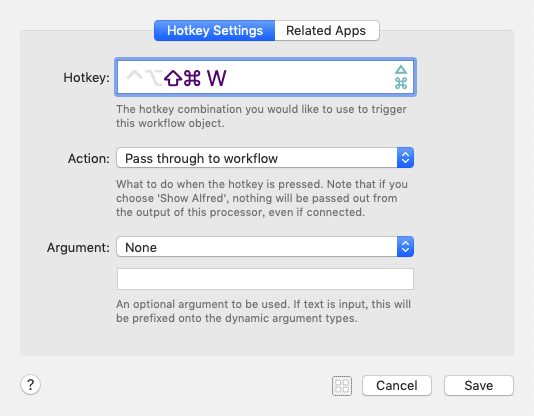 Hotkey Settings Related Apps
Hotkey: ⌃⌥⇧⌘ W
The hotkey combination you would like to use to trigger
this workflow object.
Action: Pass through to workflow
What to do when the hotkey is pressed. Note that if you
choose 'Show Alfred', nothing will be passed out from
the output of this processor, even if connected.
Argument: None
An optional argument to be used. If text is input, this will
be prefixed onto the dynamic argument types.
? Cancel Save